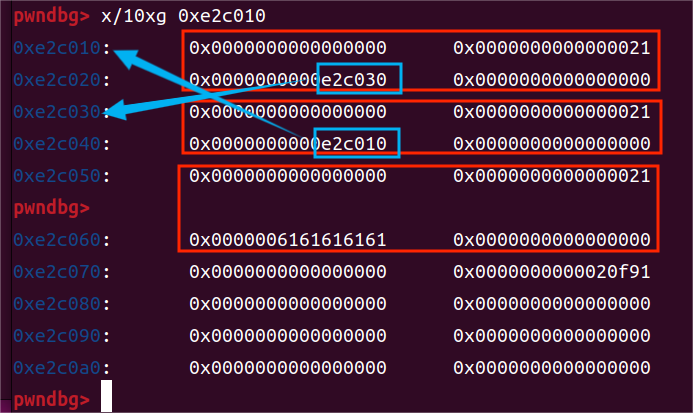 pwndbg> x/10xg 0xe2c010
0xe2c010: 0x0000000000000000 0x0000000000000021
0xe2c020: 0x0000000000e2c030 0x0000000000000000
0xe2c030: 0x0000000000000000 0x0000000000000021
0xe2c040: 0x0000000000e2c010 0x0000000000000000
0xe2c050: 0x0000000000000000 0x0000000000000021
pwndbg>
0xe2c060: 0x0000006161616161 0x0000000000000000
0xe2c070: 0x0000000000000000 0x0000000000020f91
0xe2c080: 0x0000000000000000 0x0000000000000000
0xe2c090: 0x0000000000000000 0x0000000000000000
0xe2c0a0: 0x0000000000000000 0x0000000000000000
pwndbg>